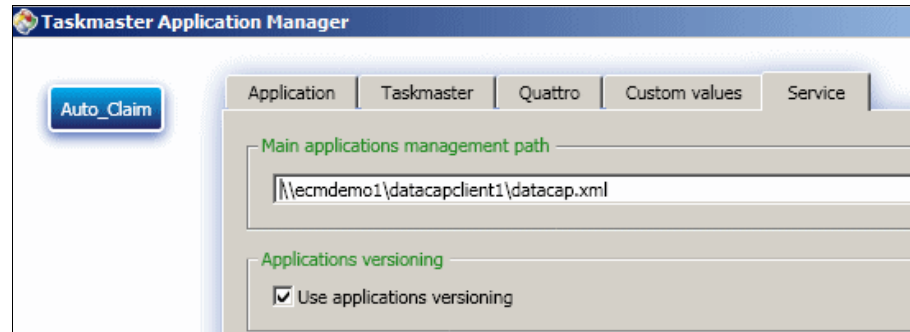 Taskmaster Application Manager
Auto_Claim
Application Taskmaster Quattro Custom values Service
Main applications management path
\\ecmdemo1\datacapclient1\datacap.xml
Applications versioning
Use applications versioning